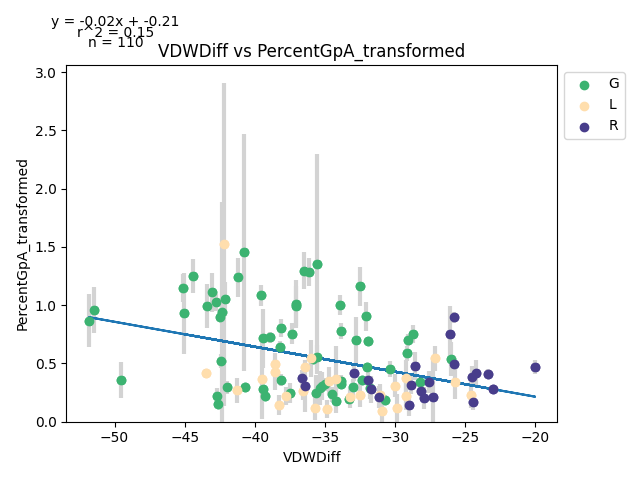 y = -0.02x + -0.21
r^2 = 0.15
n = 110
VDWDiff vs PercentGpA_transformed
G
L
R
3.0
2.5
2.0
1.5
1.0
0.5
0.0
PercentGpA_transformed
−50 −45 −40 −35 −30 −25 −20
VDWDiff